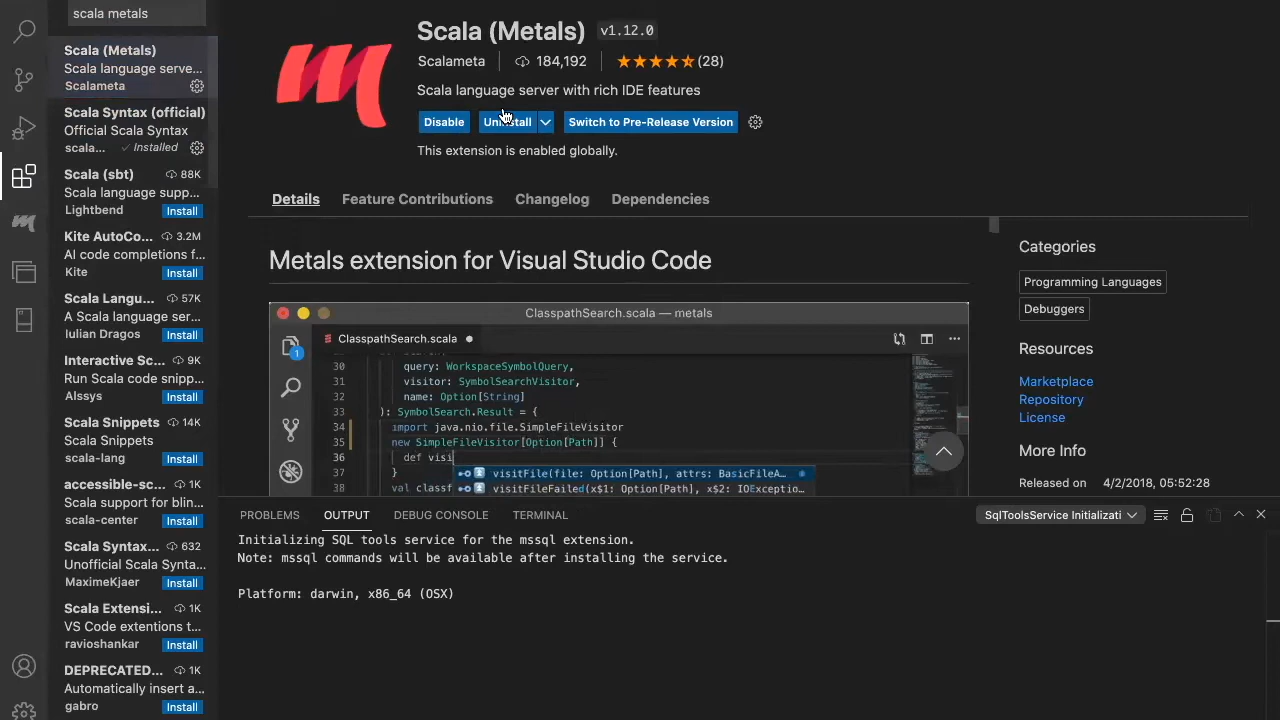 scala metals
Scala (Metals)
Scala language serve...
Scalameta
Scala Syntax (official)
Official Scala Syntax
scala... ✓ Installed
Scala (sbt) 88K
Scala language supp...
Lightbend Install
Kite AutoCo... 3.2M
AI code completions f...
Kite Install
Scala Langu... 57K
A Scala language ser...
Iulian Dragos Install
Interactive Sc... 9K
Run Scala code snipp...
Alssys Install
Scala Snippets 14K
Scala Snippets
scala-lang Install
accessible-sc... 1K
Scala support for blin...
scala-center Install
Scala Syntax... 632
Unofficial Scala Synta...
MaximeKjaer Install
Scala Extensi... 1K
VS Code extentions t...
ravioshankar Install
DEPRECATED... 1K
Automatically insert a...
gabro Install
Scala (Metals) v1.12.0
Scalameta 184,192 (28)
Scala language server with rich IDE features
Disable Uninstall Switch to Pre-Release Version
This extension is enabled globally.
Details Feature Contributions Changelog Dependencies
Metals extension for Visual Studio Code
ClasspathSearch.scala — metals
1 ClasspathSearch.scala
30 query: WorkspaceSymbolQuery,
31 visitor: SymbolSearchVisitor,
32 name: Option[String]
33 ): SymbolSearch.Result = {
34 import java.nio.file.SimpleFileVisitor
35 new SimpleFileVisitor[Option[Path]] {
36 def visi
37 } visitFile(file: Option[Path], attrs: BasicFileA...
38 val classf visitFileFailed(x$1: Option[Path], x$2: IOExceptio...
Categories
Programming Languages
Debuggers
Resources
Marketplace
Repository
License
More Info
Released on 4/2/2018, 05:52:28
PROBLEMS OUTPUT DEBUG CONSOLE TERMINAL SqlToolsService Initializati
Initializing SQL tools service for the mssql extension.
Note: mssql commands will be available after installing the service.
Platform: darwin, x86_64 (OSX)